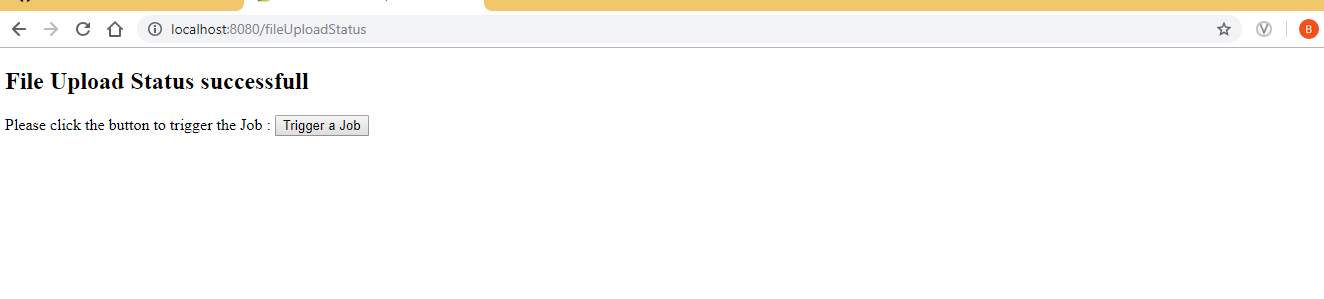 localhost:8080/fileUploadStatus
B
File Upload Status successfull
Please click the button to trigger the Job : Trigger a Job